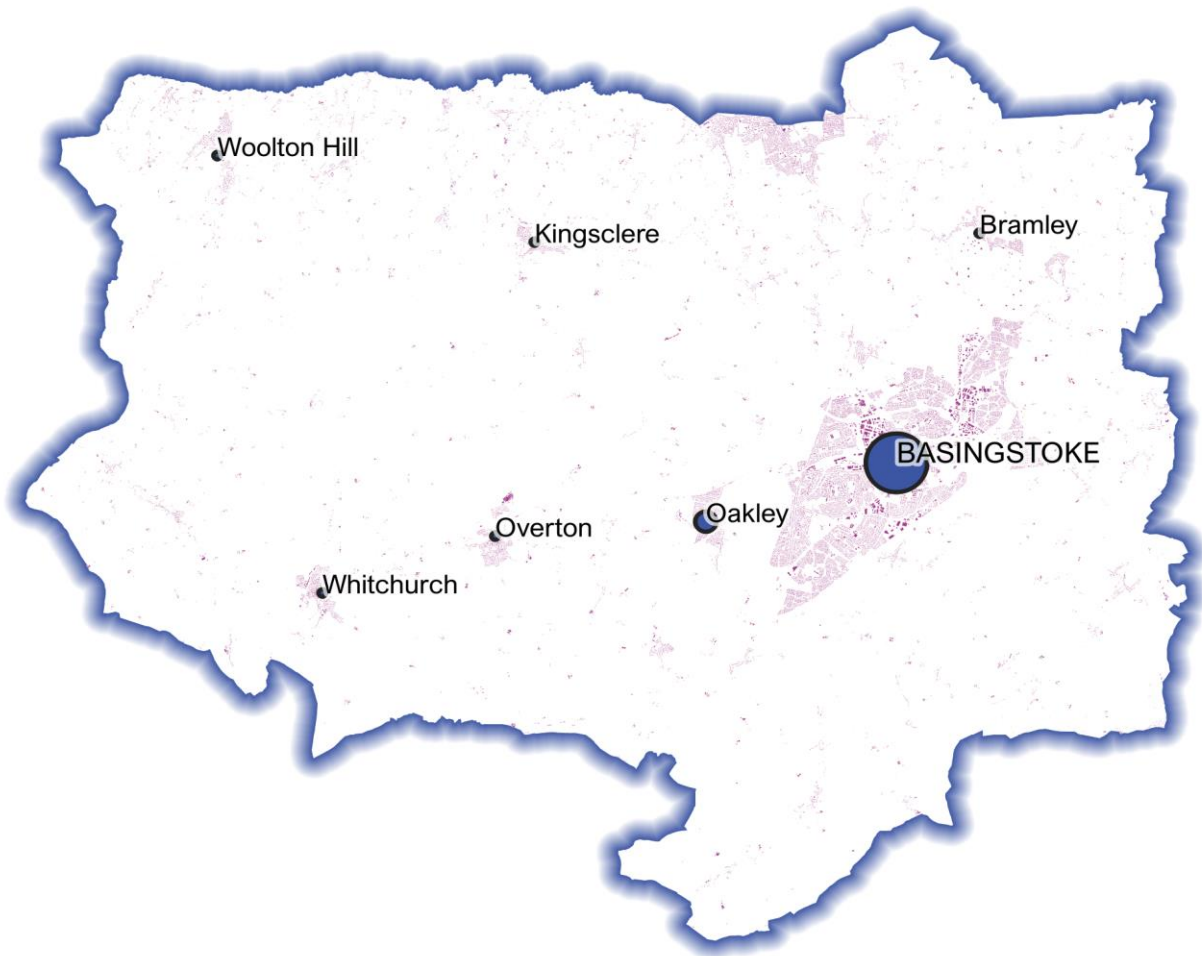 Woolton Hill
Kingsclere
Bramley
BASINGSTOKE
Oakley
Overton
Whitchurch